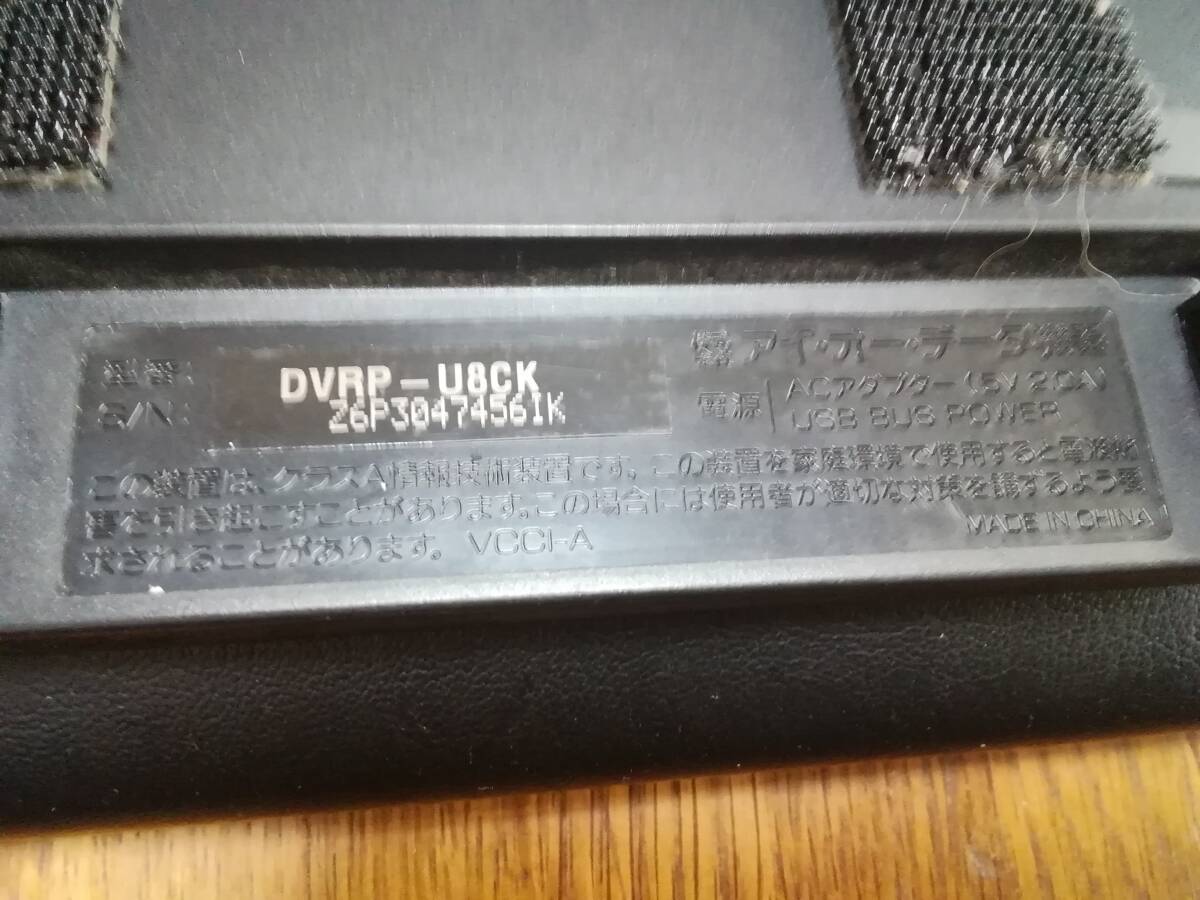 型番: DVRP-U8CK
S/N: Z6P3047456IK
㈱アイ・オー・データ機器
電源 ACアダプター (5V 2.0A)
USB BUS POWER
この装置は、クラスA情報技術装置です。この装置を家庭環境で使用すると電波妨
害を引き起こすことがあります。この場合には使用者が適切な対策を講ずるよう要
求されることがあります。 VCCI-A
MADE IN CHINA